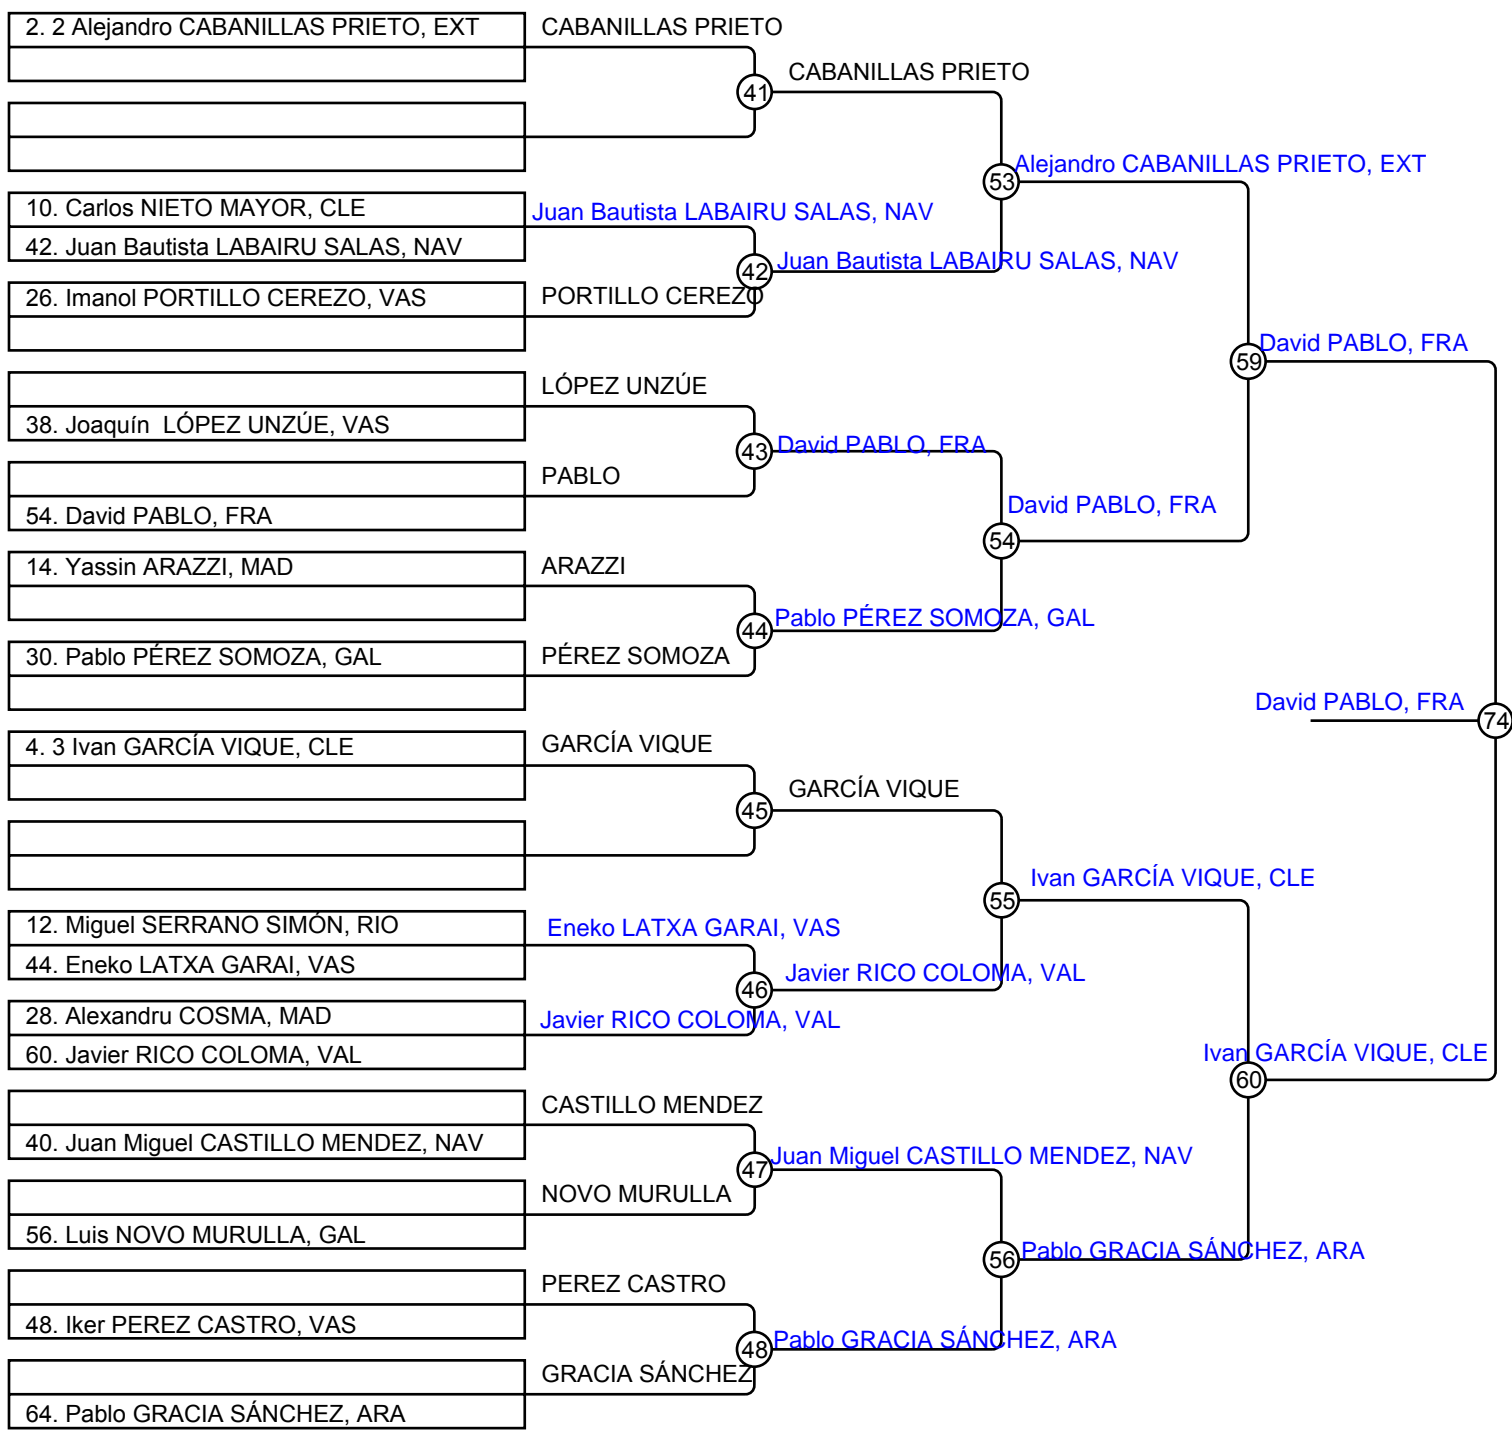 2. 2 Alejandro CABANILLAS PRIETO, EXT
CABANILLAS PRIETO
41
CABANILLAS PRIETO
53
Alejandro CABANILLAS PRIETO, EXT
10. Carlos NIETO MAYOR, CLE
42. Juan Bautista LABAIRU SALAS, NAV
Juan Bautista LABAIRU SALAS, NAV
42
Juan Bautista LABAIRU SALAS, NAV
26. Imanol PORTILLO CEREZO, VAS
PORTILLO CEREZO
59
David PABLO, FRA
LÓPEZ UNZÚE
38. Joaquín  LÓPEZ UNZÚE, VAS
43
David PABLO, FRA
PABLO
54. David PABLO, FRA
54
David PABLO, FRA
14. Yassin ARAZZI, MAD
ARAZZI
44
Pablo PÉREZ SOMOZA, GAL
30. Pablo PÉREZ SOMOZA, GAL
PÉREZ SOMOZA
David PABLO, FRA
74
4. 3 Ivan GARCÍA VIQUE, CLE
GARCÍA VIQUE
45
GARCÍA VIQUE
55
Ivan GARCÍA VIQUE, CLE
12. Miguel SERRANO SIMÓN, RIO
44. Eneko LATXA GARAI, VAS
Eneko LATXA GARAI, VAS
46
Javier RICO COLOMA, VAL
28. Alexandru COSMA, MAD
60. Javier RICO COLOMA, VAL
Javier RICO COLOMA, VAL
60
Ivan GARCÍA VIQUE, CLE
CASTILLO MENDEZ
40. Juan Miguel CASTILLO MENDEZ, NAV
47
Juan Miguel CASTILLO MENDEZ, NAV
NOVO MURULLA
56. Luis NOVO MURULLA, GAL
56
Pablo GRACIA SÁNCHEZ, ARA
PEREZ CASTRO
48. Iker PEREZ CASTRO, VAS
48
Pablo GRACIA SÁNCHEZ, ARA
GRACIA SÁNCHEZ
64. Pablo GRACIA SÁNCHEZ, ARA